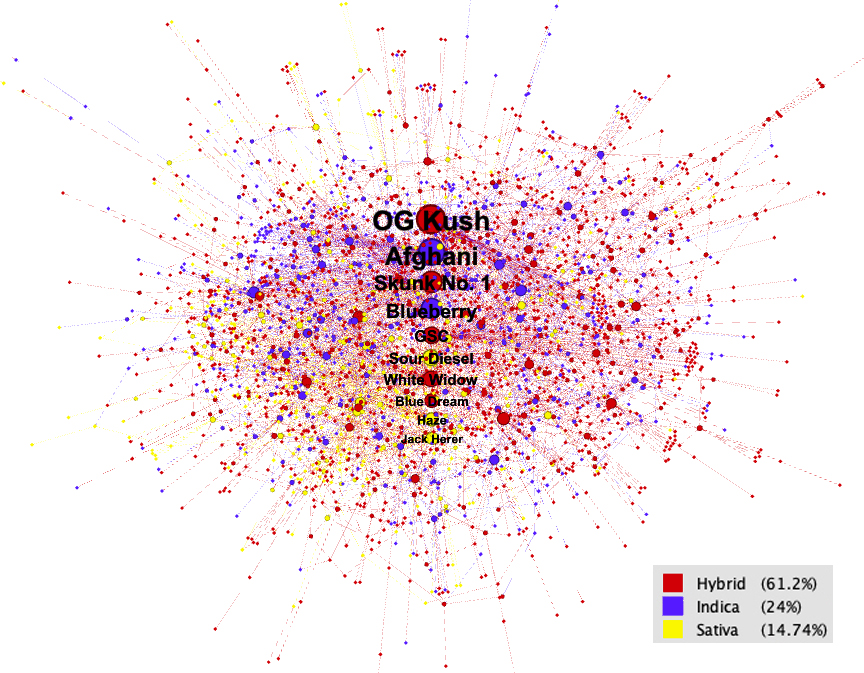 OG Kush
Afghani
Skunk No. 1
Blueberry
GSC
Sour Diesel
White Widow
Blue Dream
Haze
Jack Herer
Hybrid (61.2%)
Indica (24%)
Sativa (14.74%)